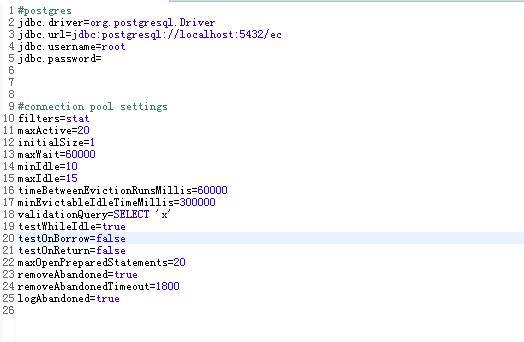 1 #postgres
2 jdbc.driver=org.postgresql.Driver
3 jdbc.url=jdbc:postgresql://localhost:5432/ec
4 jdbc.username=root
5 jdbc.password=
6
7
8
9 #connection pool settings
10 filters=stat
11 maxActive=20
12 initialSize=1
13 maxWait=60000
14 minIdle=10
15 maxIdle=15
16 timeBetweenEvictionRunsMillis=60000
17 minEvictableIdleTimeMillis=300000
18 validationQuery=SELECT 'x'
19 testWhileIdle=true
20 testOnBorrow=false
21 testOnReturn=false
22 maxOpenPreparedStatements=20
23 removeAbandoned=true
24 removeAbandonedTimeout=1800
25 logAbandoned=true
26